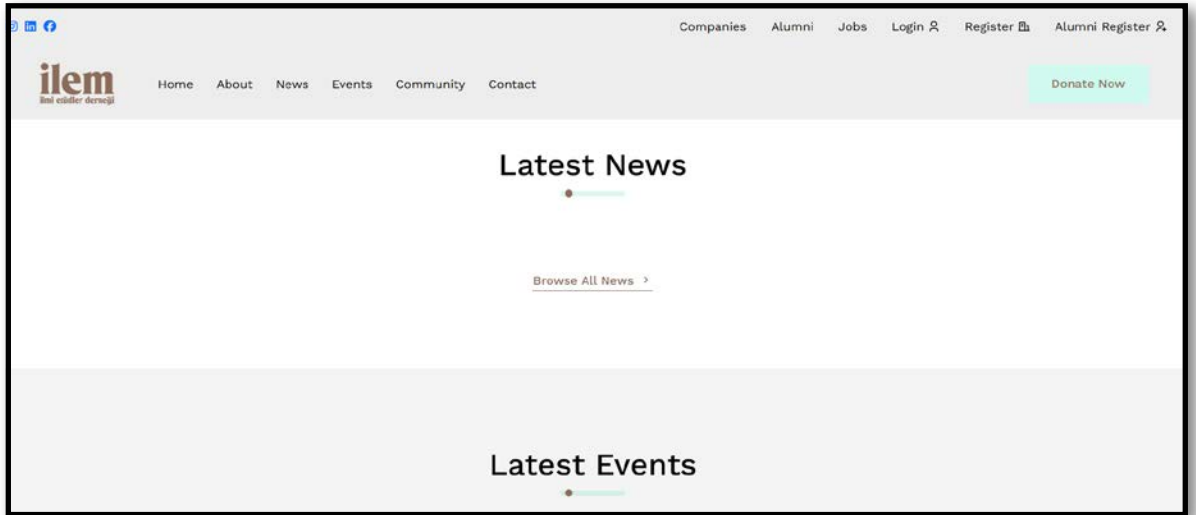 Companies Alumni Jobs Login Register Alumni Register
ilem
ilmi etüdler derneği
Home About News Events Community Contact
Donate Now
Latest News
Browse All News >
Latest Events